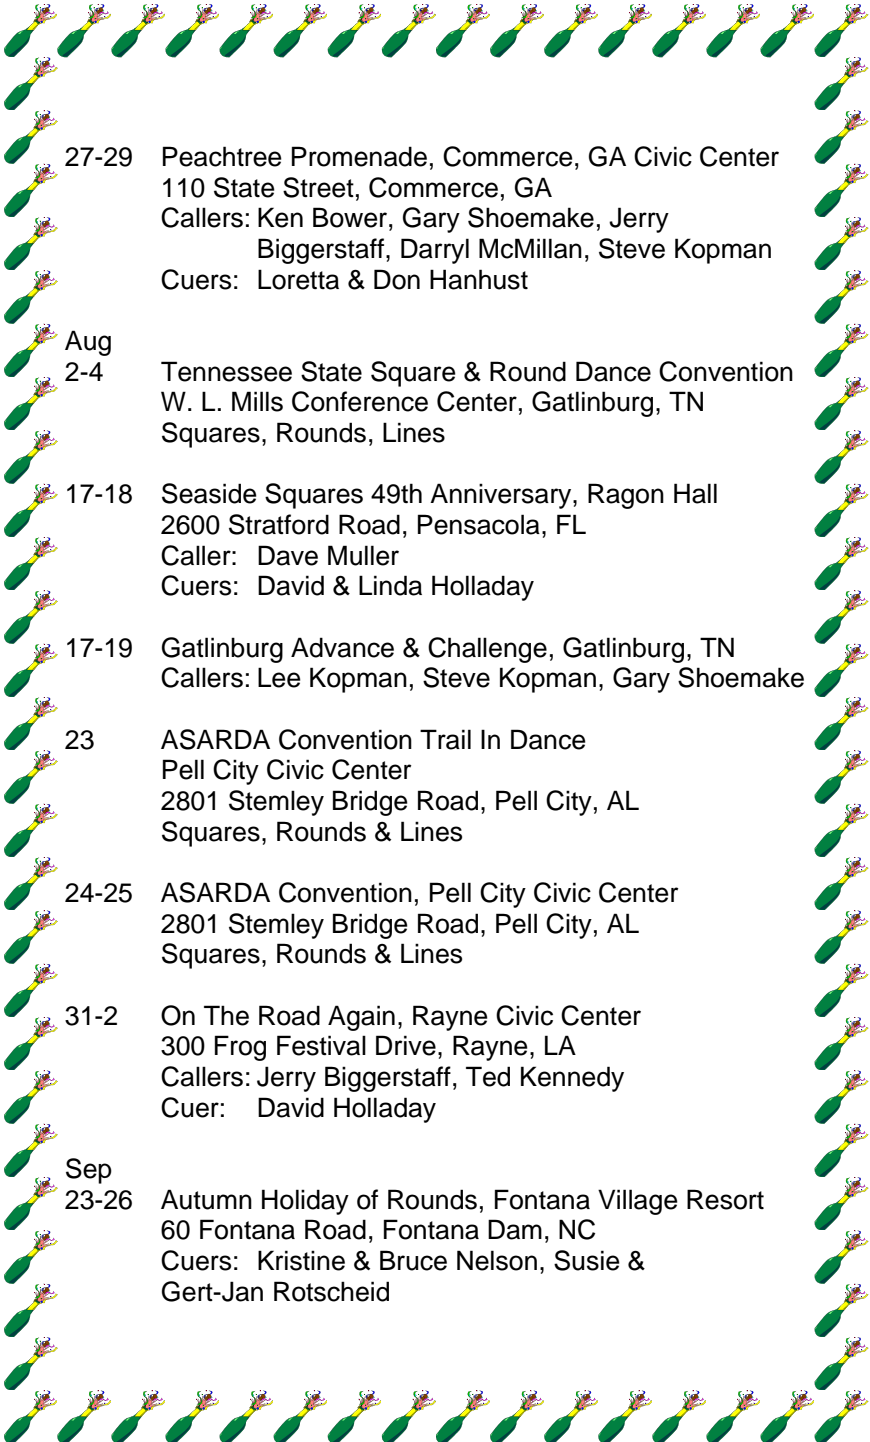 27-29 Peachtree Promenade, Commerce, GA Civic Center
110 State Street, Commerce, GA
Callers: Ken Bower, Gary Shoemake, Jerry
Biggerstaff, Darryl McMillan, Steve Kopman
Cuers: Loretta & Don Hanhust
Aug
2-4 Tennessee State Square & Round Dance Convention
W. L. Mills Conference Center, Gatlinburg, TN
Squares, Rounds, Lines
17-18 Seaside Squares 49th Anniversary, Ragon Hall
2600 Stratford Road, Pensacola, FL
Caller: Dave Muller
Cuers: David & Linda Holladay
17-19 Gatlinburg Advance & Challenge, Gatlinburg, TN
Callers: Lee Kopman, Steve Kopman, Gary Shoemake
23 ASARDA Convention Trail In Dance
Pell City Civic Center
2801 Stemley Bridge Road, Pell City, AL
Squares, Rounds & Lines
24-25 ASARDA Convention, Pell City Civic Center
2801 Stemley Bridge Road, Pell City, AL
Squares, Rounds & Lines
31-2 On The Road Again, Rayne Civic Center
300 Frog Festival Drive, Rayne, LA
Callers: Jerry Biggerstaff, Ted Kennedy
Cuer: David Holladay
Sep
23-26 Autumn Holiday of Rounds, Fontana Village Resort
60 Fontana Road, Fontana Dam, NC
Cuers: Kristine & Bruce Nelson, Susie &
Gert-Jan Rotscheid